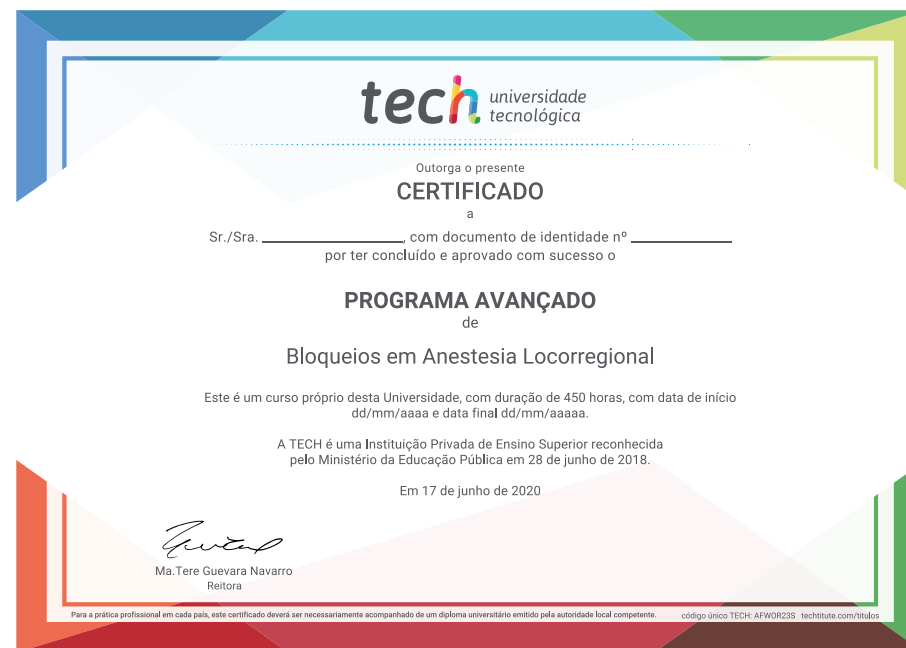 tech universidade
tecnológica
Outorga o presente
CERTIFICADO
a
Sr./Sra. ____________, com documento de identidade nº ____________
por ter concluído e aprovado com sucesso o
PROGRAMA AVANÇADO
de
Bloqueios em Anestesia Locorregional
Este é um curso próprio desta Universidade, com duração de 450 horas, com data de início
dd/mm/aaaa e data final dd/mm/aaaaa.
A TECH é uma Instituição Privada de Ensino Superior reconhecida
pelo Ministério da Educação Pública em 28 de junho de 2018.
Em 17 de junho de 2020
Ma.Tere Guevara Navarro
Reitora
Para a prática profissional em cada país, este certificado deverá ser necessariamente acompanhado de um diploma universitário emitido pela autoridade local competente. código único TECH: AFWOR23S techtitute.com/titulos